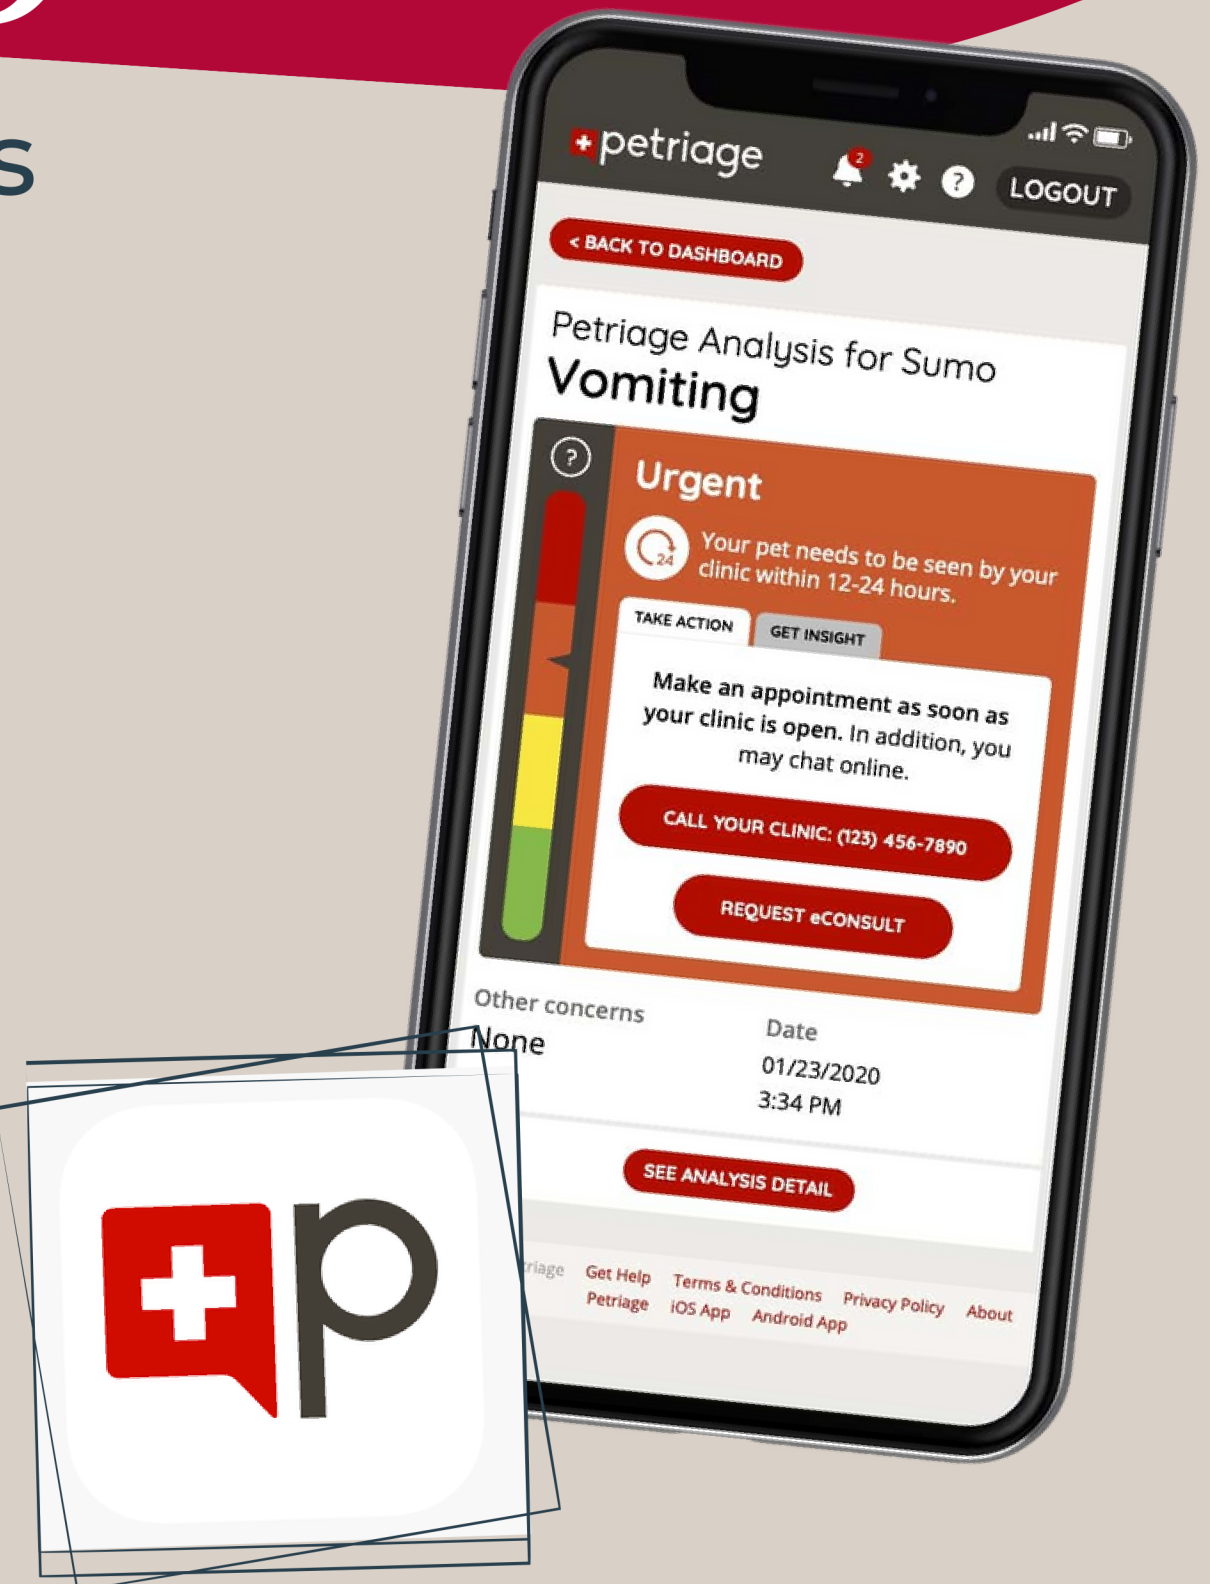 s
petriage
2
?
LOGOUT
< BACK TO DASHBOARD
Petriage Analysis for Sumo
Vomiting
?
Urgent
24
Your pet needs to be seen by your
clinic within 12-24 hours.
TAKE ACTION
GET INSIGHT
Make an appointment as soon as
your clinic is open. In addition, you
may chat online.
CALL YOUR CLINIC: (123) 456-7890
REQUEST eCONSULT
Other concerns
None
Date
01/23/2020
3:34 PM
SEE ANALYSIS DETAIL
triage Get Help Terms & Conditions Privacy Policy About
Petriage iOS App Android App
p